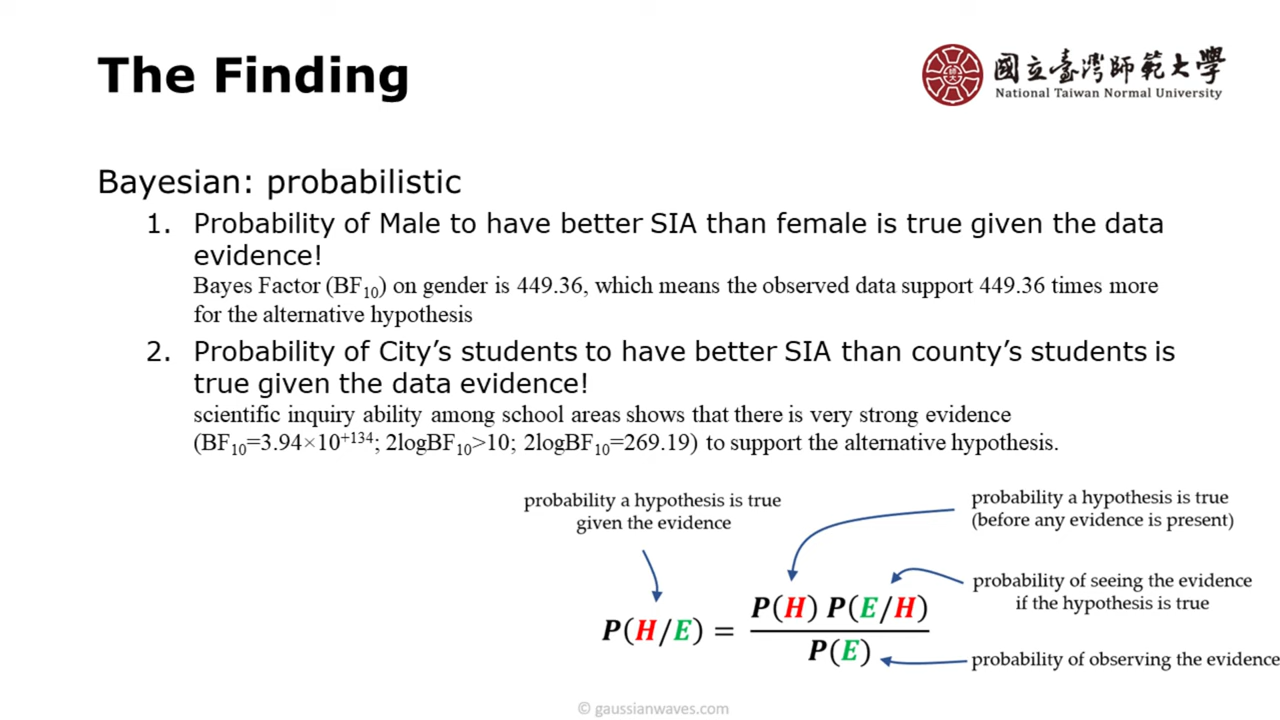 The Finding
國立臺灣師範大學
National Taiwan Normal University
Bayesian: probabilistic
1. Probability of Male to have better SIA than female is true given the data
evidence!
Bayes Factor (BF₁₀) on gender is 449.36, which means the observed data support 449.36 times more
for the alternative hypothesis
2. Probability of City’s students to have better SIA than county’s students is
true given the data evidence!
scientific inquiry ability among school areas shows that there is very strong evidence
(BF₁₀=3.94×10⁺¹³⁴; 2logBF₁₀>10; 2logBF₁₀=269.19) to support the alternative hypothesis.
probability a hypothesis is true
given the evidence
probability a hypothesis is true
(before any evidence is present)
probability of seeing the evidence
if the hypothesis is true
P(H/E) = P(H) P(E/H)
P(E)
probability of observing the evidence
© gaussianwaves.com